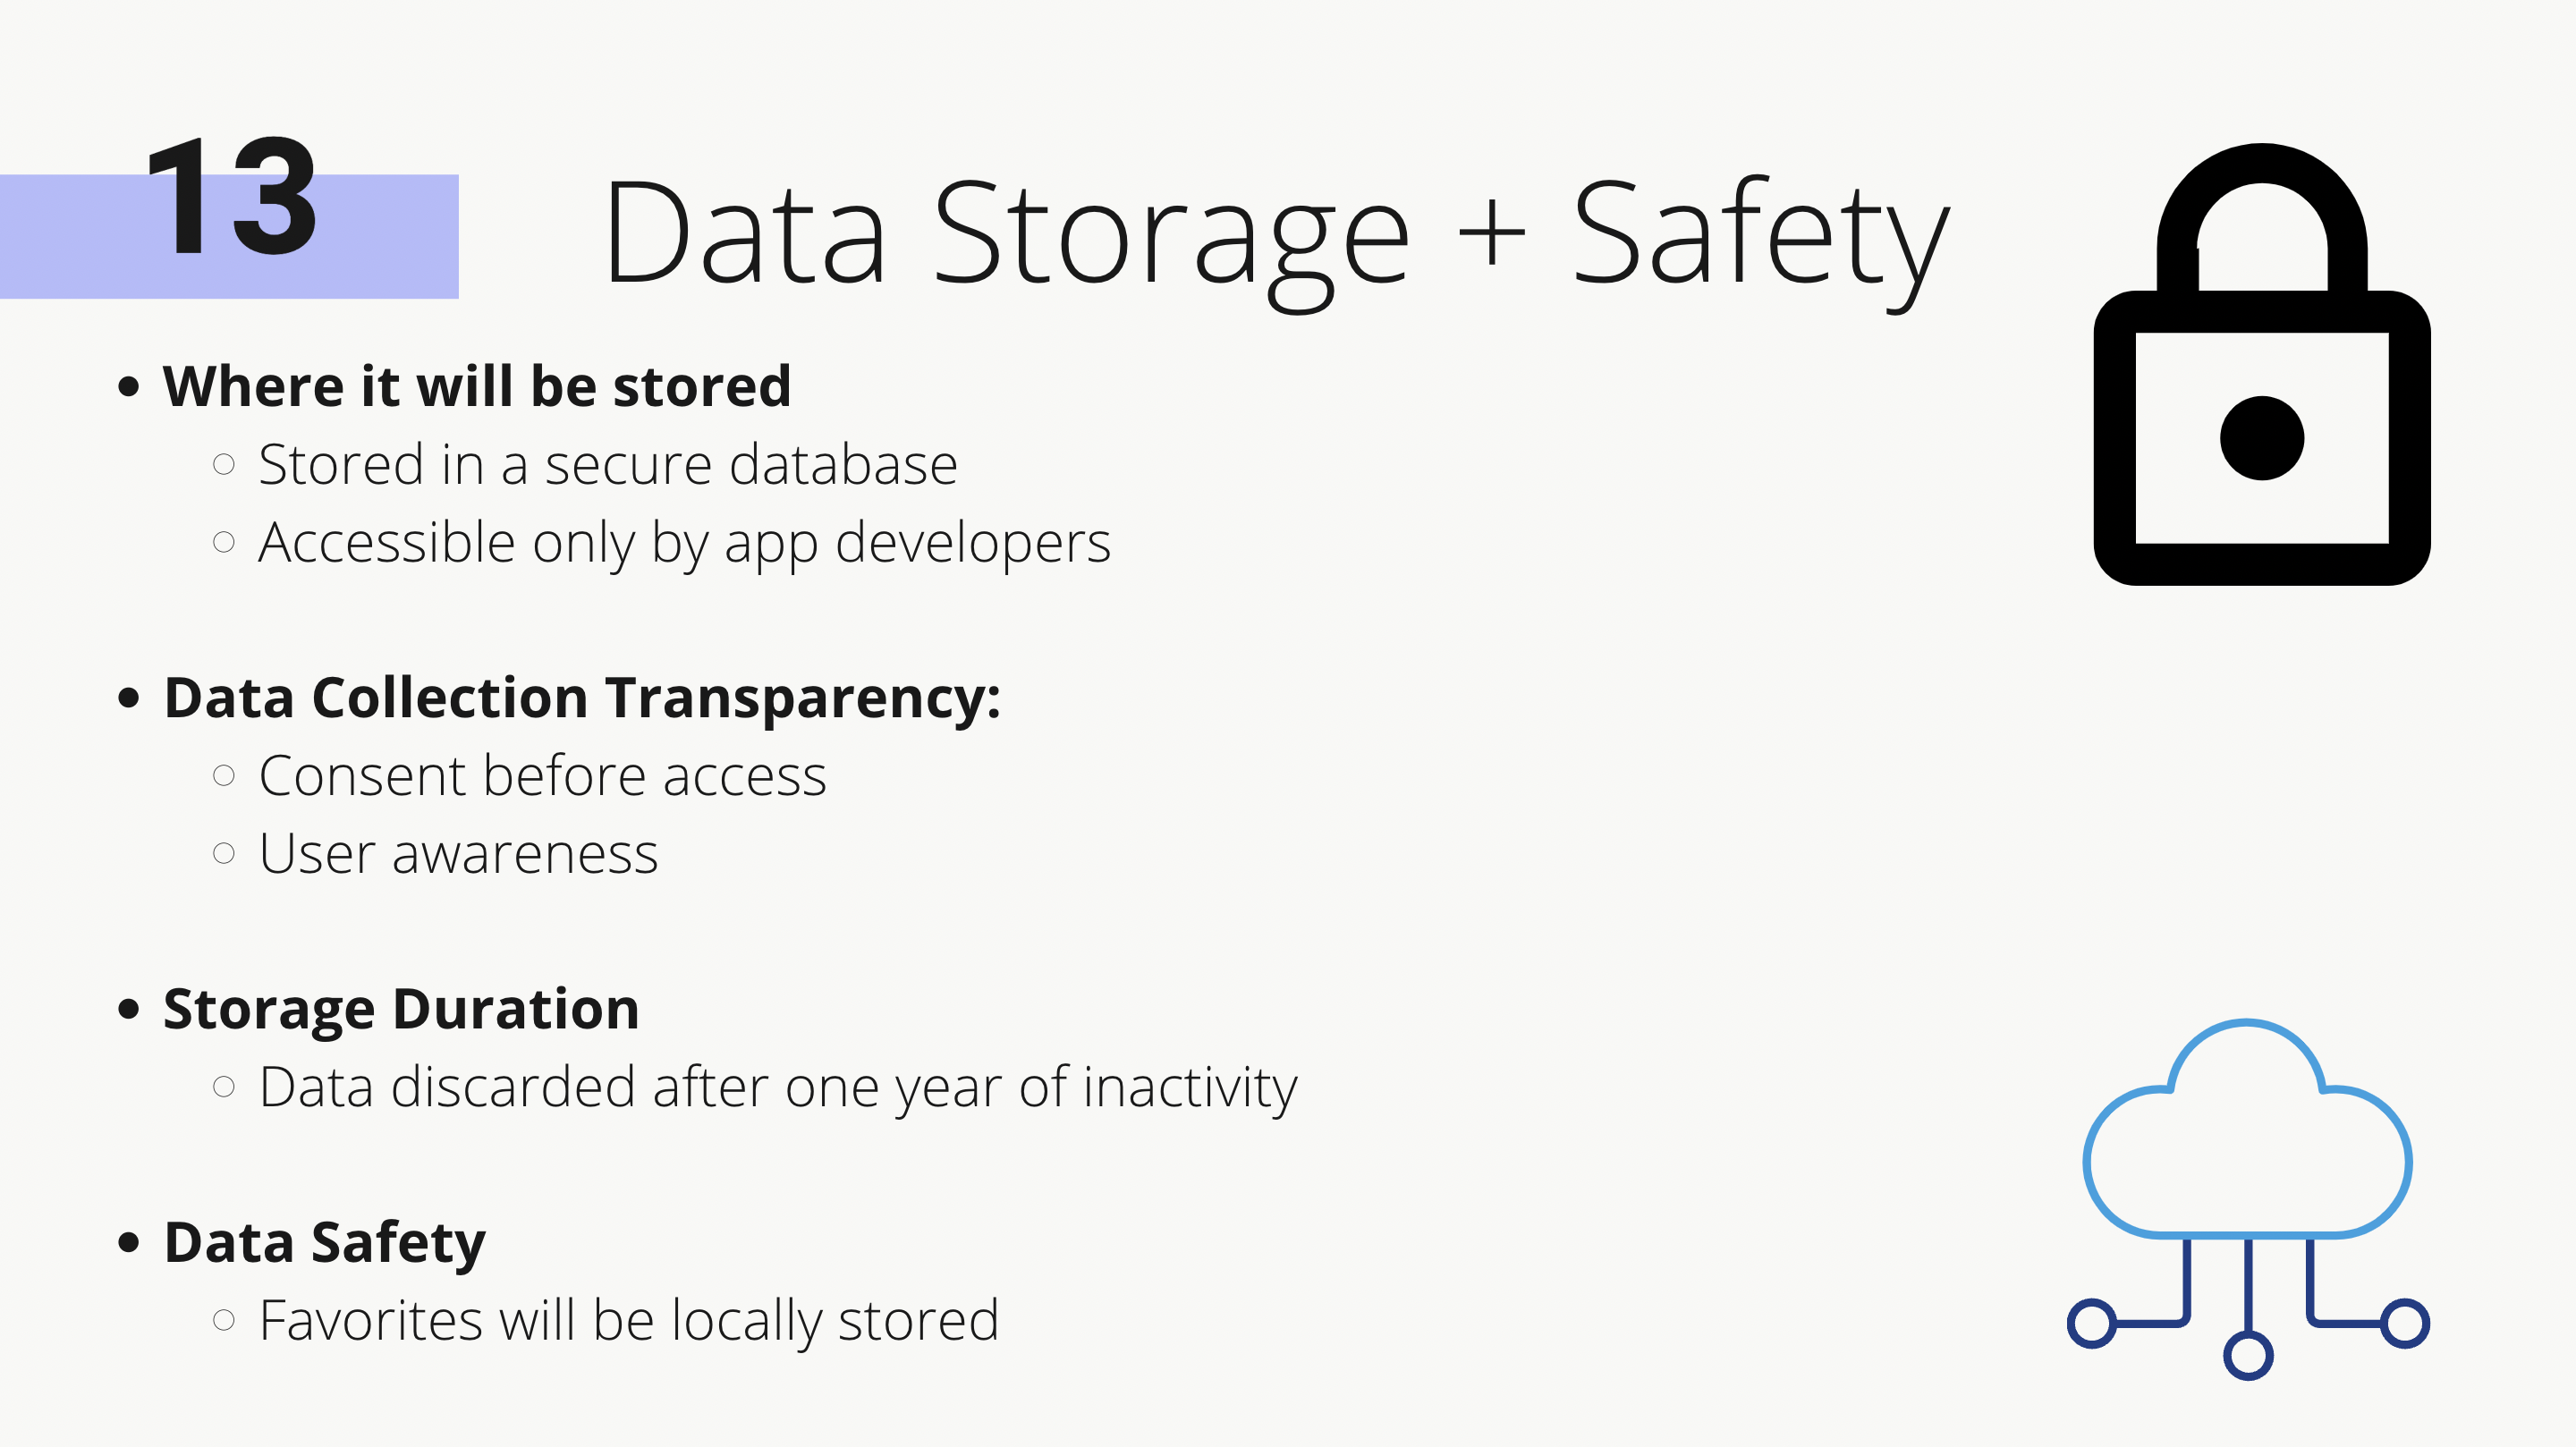 13
Data Storage + Safety
• Where it will be stored
○ Stored in a secure database
○ Accessible only by app developers
• Data Collection Transparency:
○ Consent before access
○ User awareness
• Storage Duration
○ Data discarded after one year of inactivity
• Data Safety
○ Favorites will be locally stored